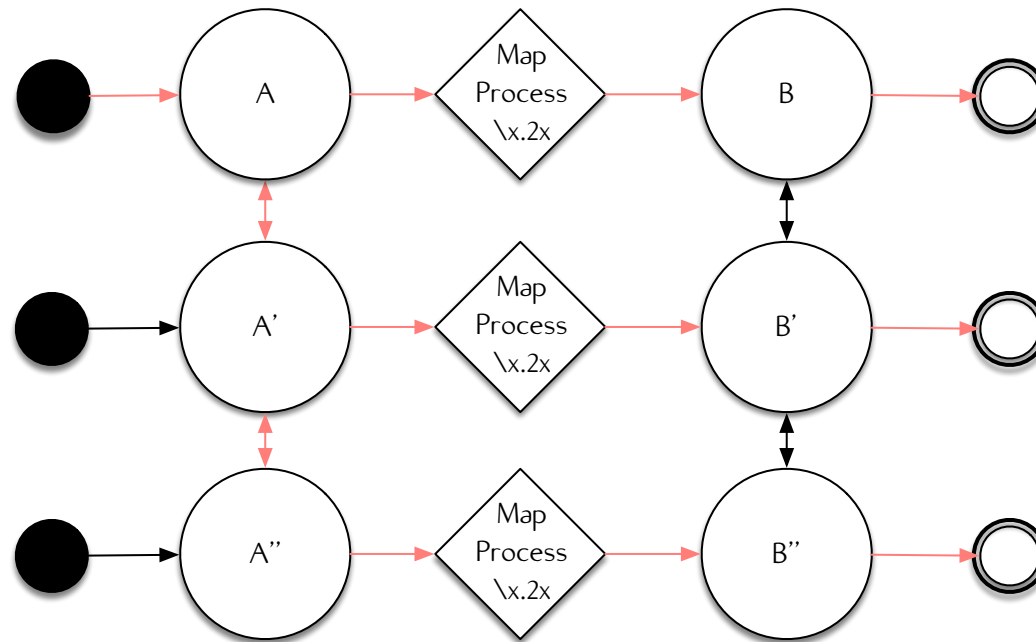 A
Map
Process
\x.2x
B
A'
Map
Process
\x.2x
B'
A''
Map
Process
\x.2x
B''